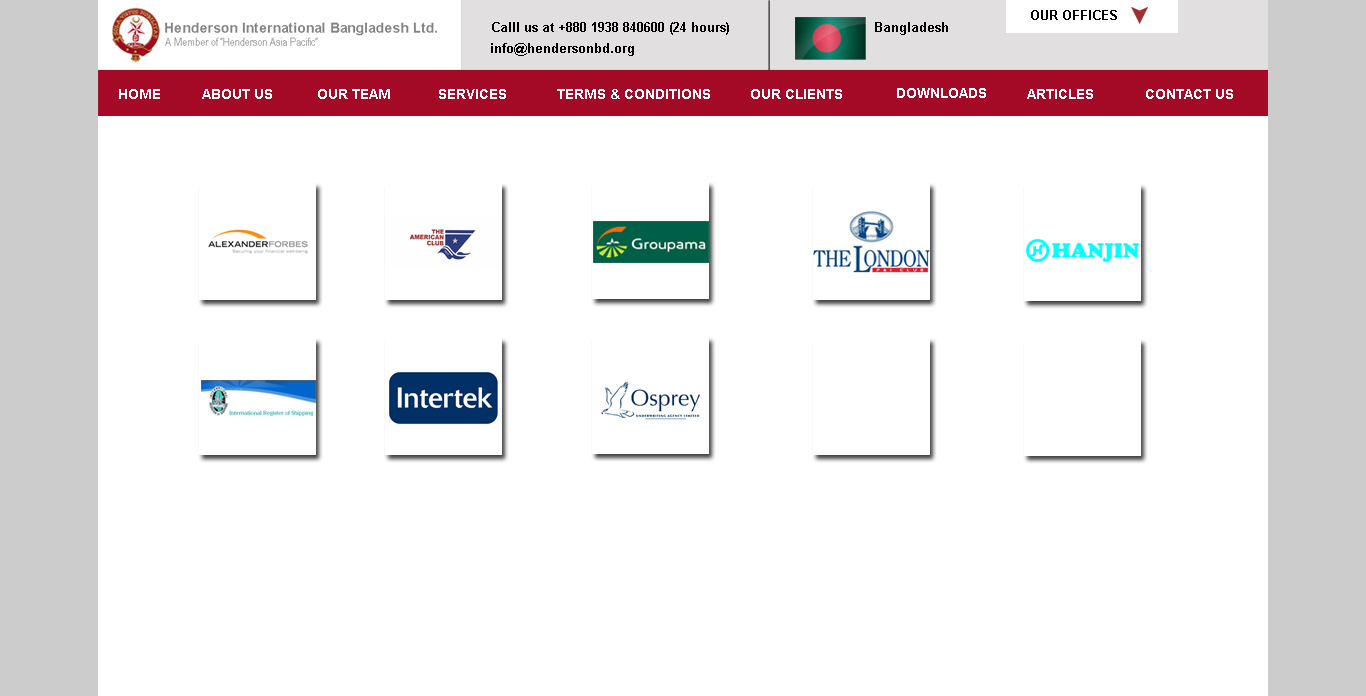 Henderson International Bangladesh Ltd.
A Member of "Henderson Asia Pacific"
Calll us at +880 1938 840600 (24 hours)
info@hendersonbd.org
Bangladesh
OUR OFFICES
HOME ABOUT US OUR TEAM SERVICES TERMS & CONDITIONS OUR CLIENTS DOWNLOADS ARTICLES CONTACT US
ALEXANDERFORBES
Securing your financial well-being
THE
AMERICAN
CLUB
Groupama
THE LONDON
P&I CLUB
HANJIN
International Register of Shipping
Intertek
Osprey
UNDERWRITING AGENCY LIMITED